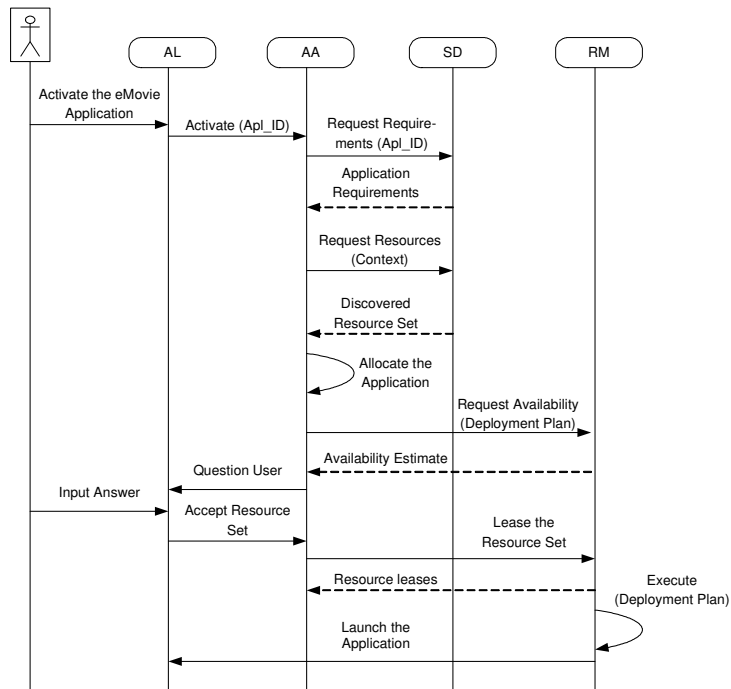 AL
AA
SD
RM
Activate the eMovie
Application
Activate (Apl_ID)
Request Require-
ments (Apl_ID)
Application
Requirements
Request Resources
(Context)
Discovered
Resource Set
Allocate the
Application
Request Availability
(Deployment Plan)
Availability Estimate
Question User
Input Answer
Accept Resource
Set
Lease the
Resource Set
Resource leases
Execute
(Deployment Plan)
Launch the
Application